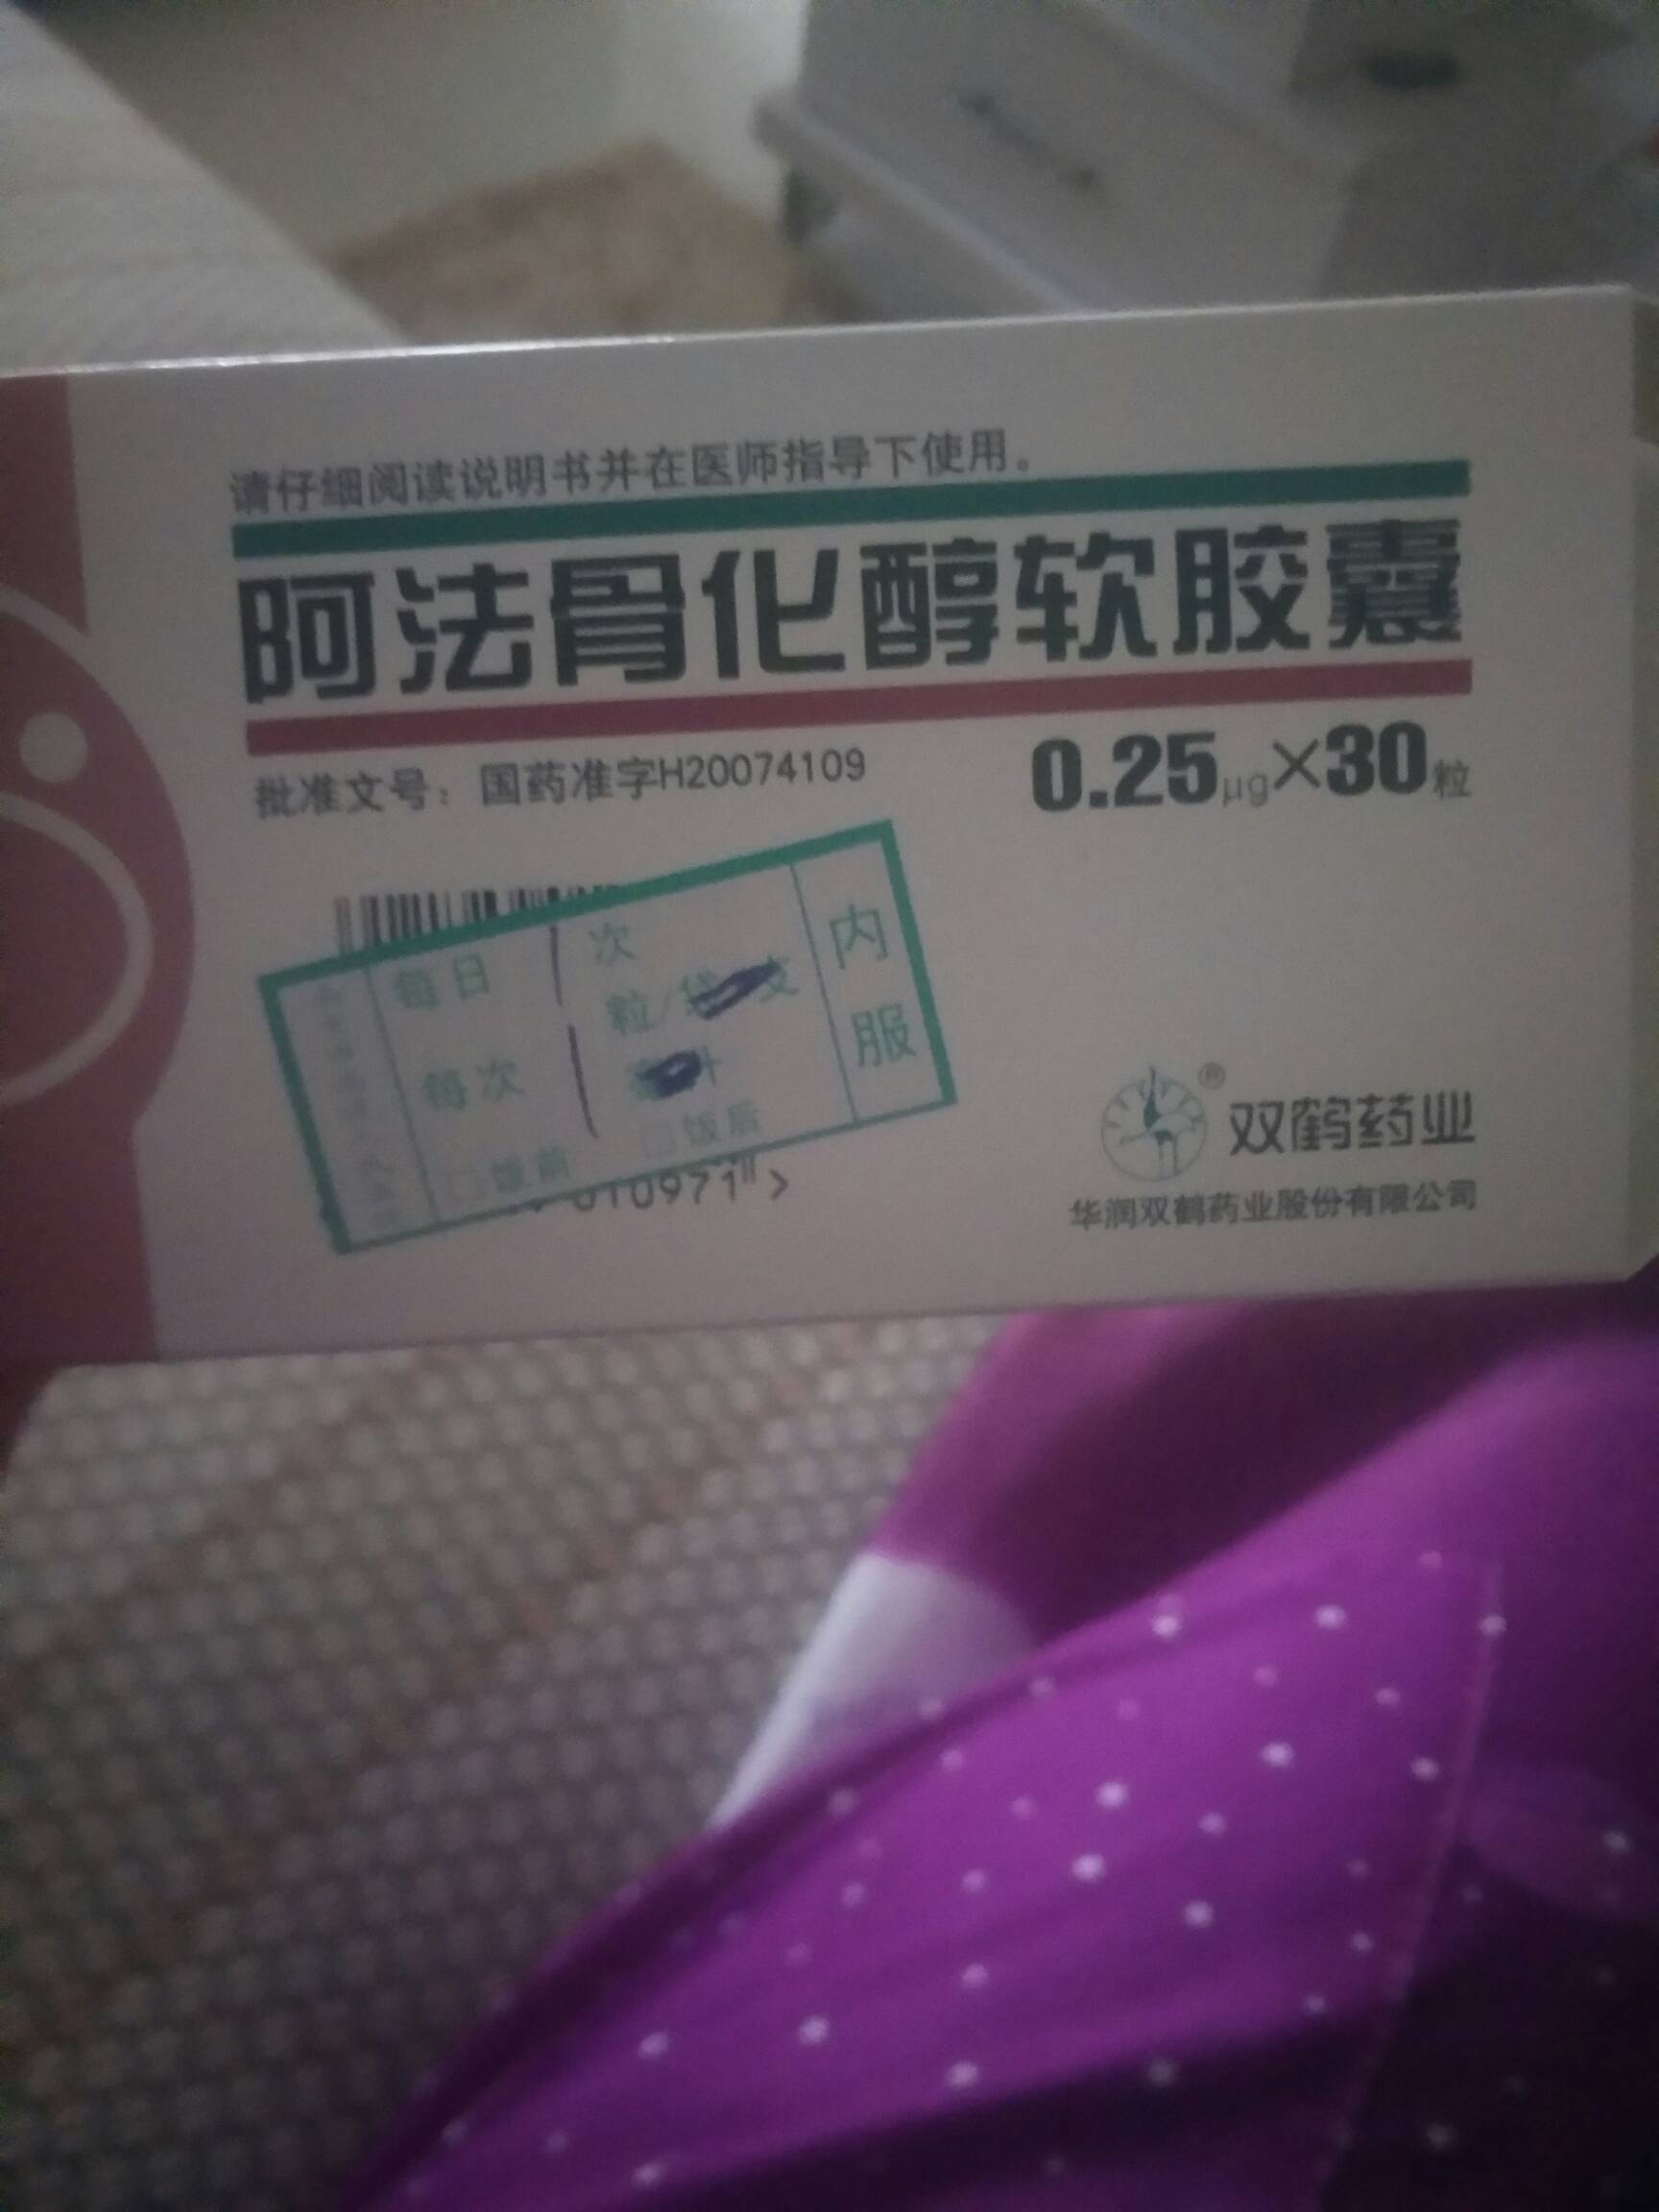 请仔细阅读说明书并在医师指导下使用。
阿法骨化醇软胶囊
批准文号：国药准字H20074109
0.25μg×30粒
每日 | 次
每次 | 粒/袋 支
内服
□饭前 □饭后
010971 >
® 双鹤药业
华润双鹤药业股份有限公司